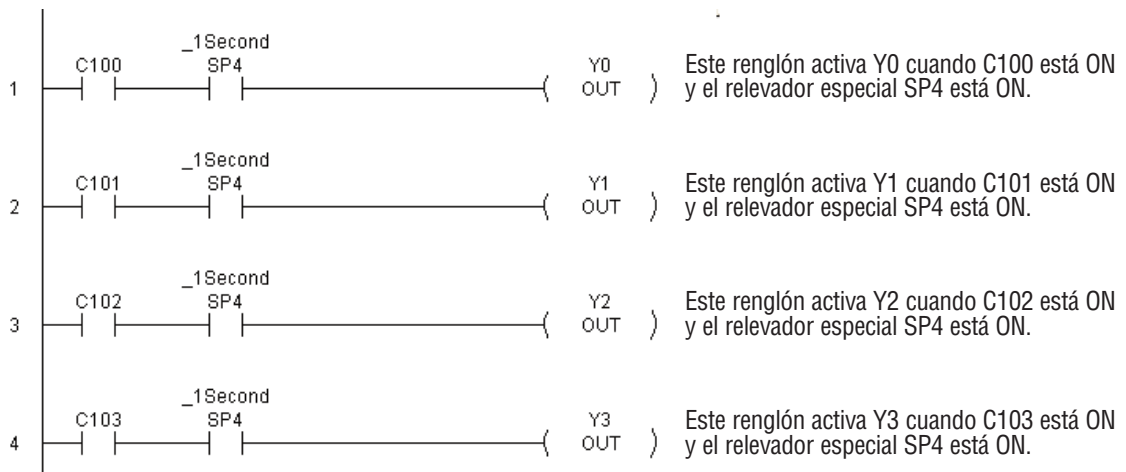 _1Second
C100 SP4 Y0 Este renglón activa Y0 cuando C100 está ON
1 OUT y el relevador especial SP4 está ON.
_1Second
C101 SP4 Y1 Este renglón activa Y1 cuando C101 está ON
2 OUT y el relevador especial SP4 está ON.
_1Second
C102 SP4 Y2 Este renglón activa Y2 cuando C102 está ON
3 OUT y el relevador especial SP4 está ON.
_1Second
C103 SP4 Y3 Este renglón activa Y3 cuando C103 está ON
4 OUT y el relevador especial SP4 está ON.